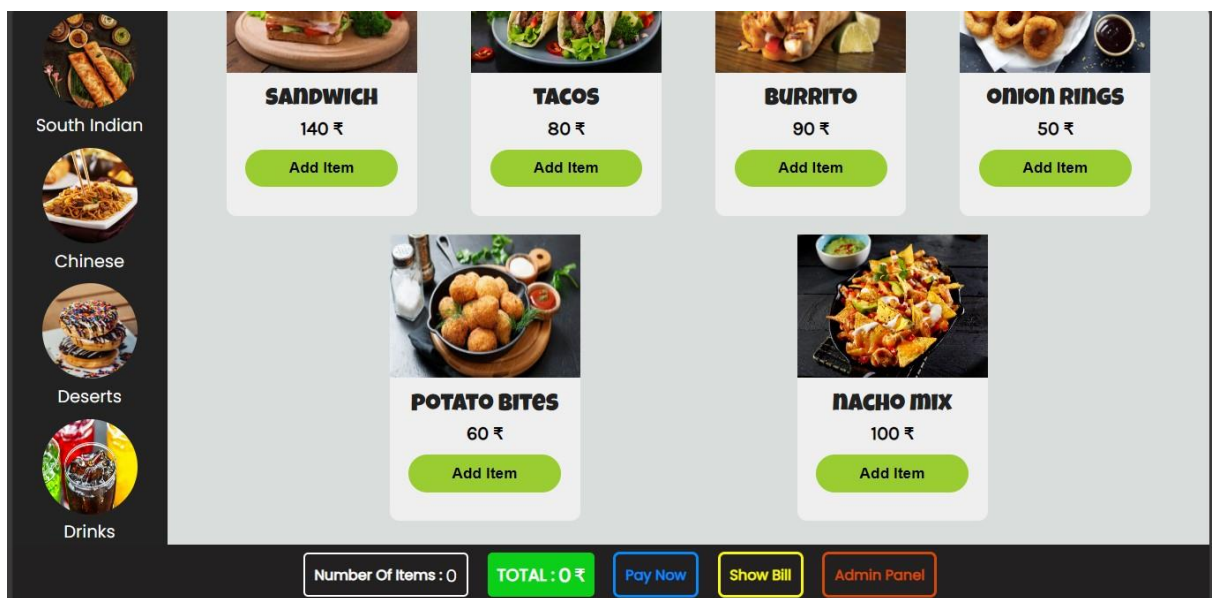 South Indian
Chinese
Deserts
Drinks
SANDWICH
140 ₹
Add Item
TACOS
80 ₹
Add Item
BURRITO
90 ₹
Add Item
ONION RINGS
50 ₹
Add Item
POTATO BITES
60 ₹
Add Item
NACHO MIX
100 ₹
Add Item
Number Of Items : 0
TOTAL : 0 ₹
Pay Now
Show Bill
Admin Panel